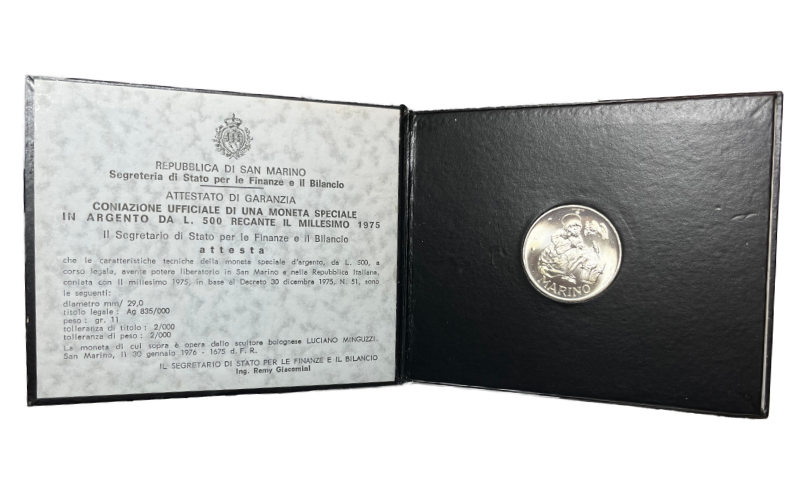 REPUBBLICA DI SAN MARINO
Segreteria di Stato per le Finanze e il Bilancio
ATTESTATO DI GARANZIA
CONIAZIONE UFFICIALE DI UNA MONETA SPECIALE
IN ARGENTO DA L. 500 RECANTE IL MILLESIMO 1975
Il Segretario di Stato per le Finanze e il Bilancio
attesta
che le caratteristiche tecniche della monete speciale d'argento, da L. 500, a
corso legale, avente potere liberatorio in San Marino e nella Repubblica Italiana,
coniata con il millesimo 1975, in base al Decreto 30 dicembre 1975, N. 51, sono
le seguenti:
diametro mm/ 29,0
titolo legale : Ag 835/000
peso : gr. 11
tolleranza di titolo : 2/000
tolleranza di peso : 2/000
La moneta di cui sopra è opera dello scultore bolognese LUCIANO MINGUZZI.
San Marino, il 30 gennaio 1976 - 1675 d. F. R.
IL SEGRETARIO DI STATO PER LE FINANZE E IL BILANCIO
Ing. Remy Giacomini
MARINO